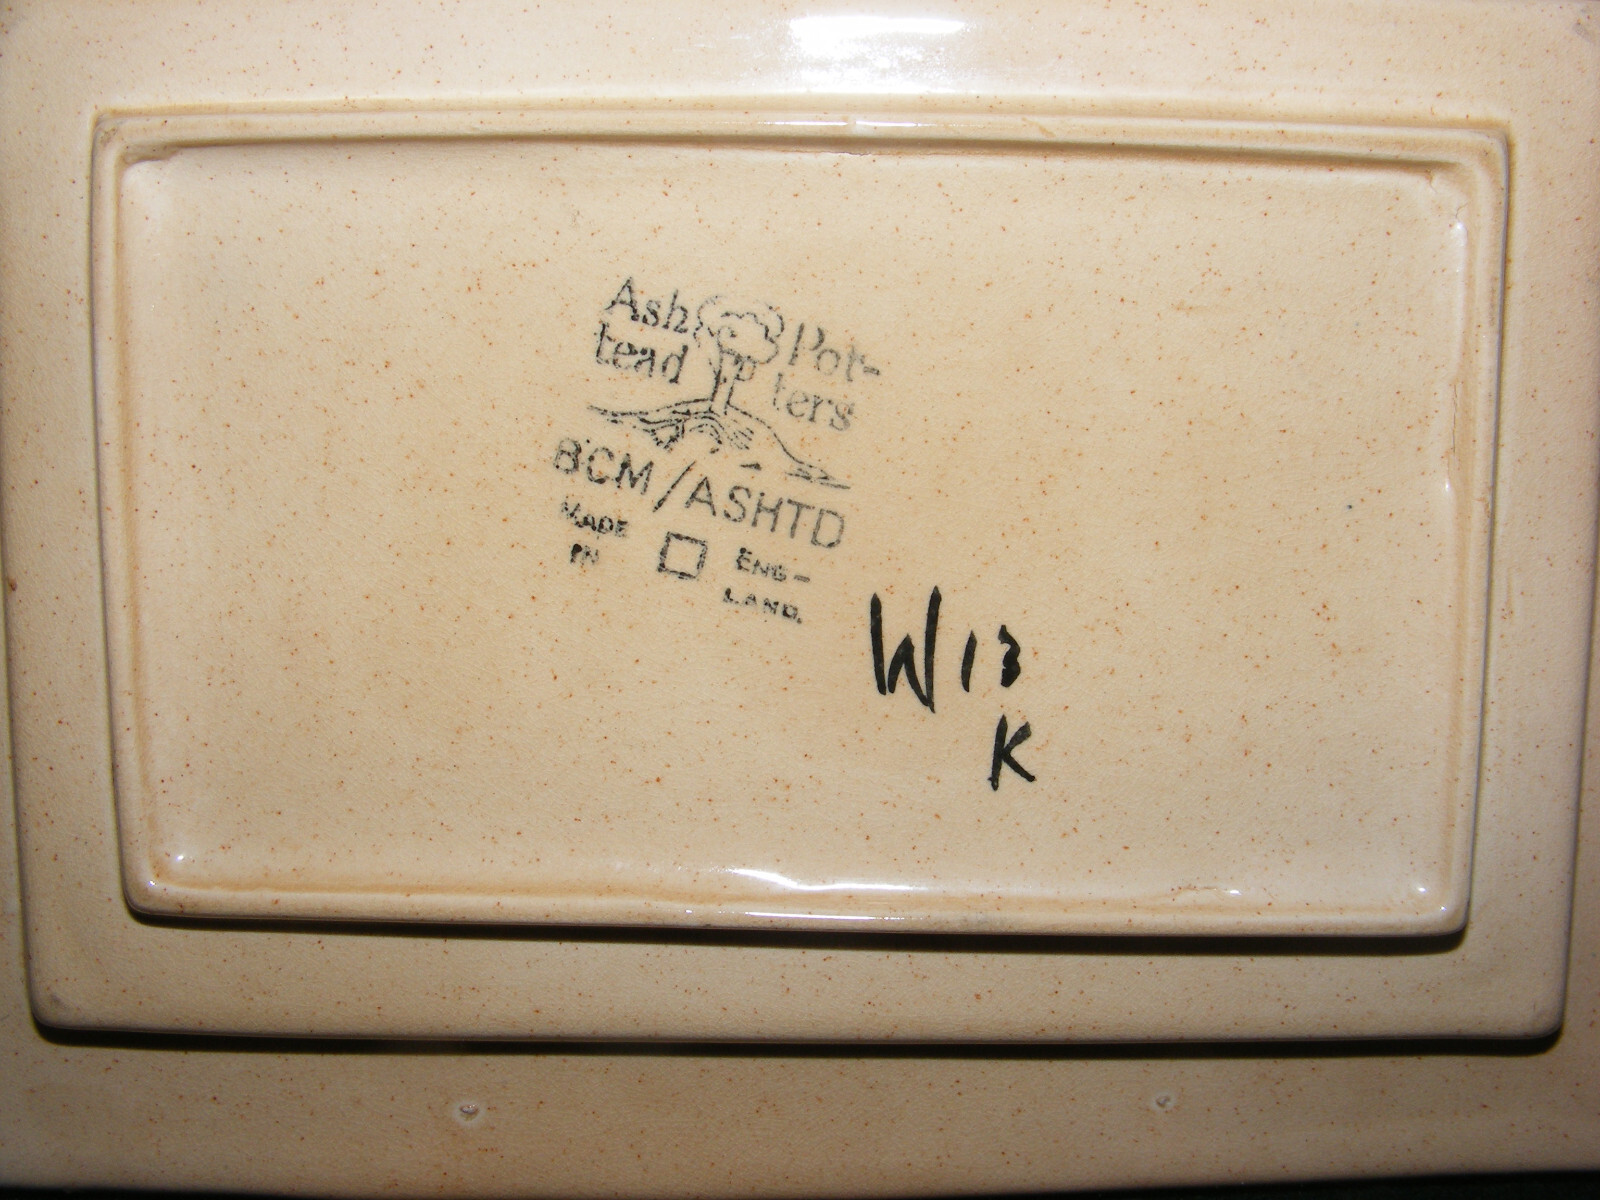 Ash Pot-
tead ters
BCM/ASHTD
MADE ENG-
IN LAND.
W13
K